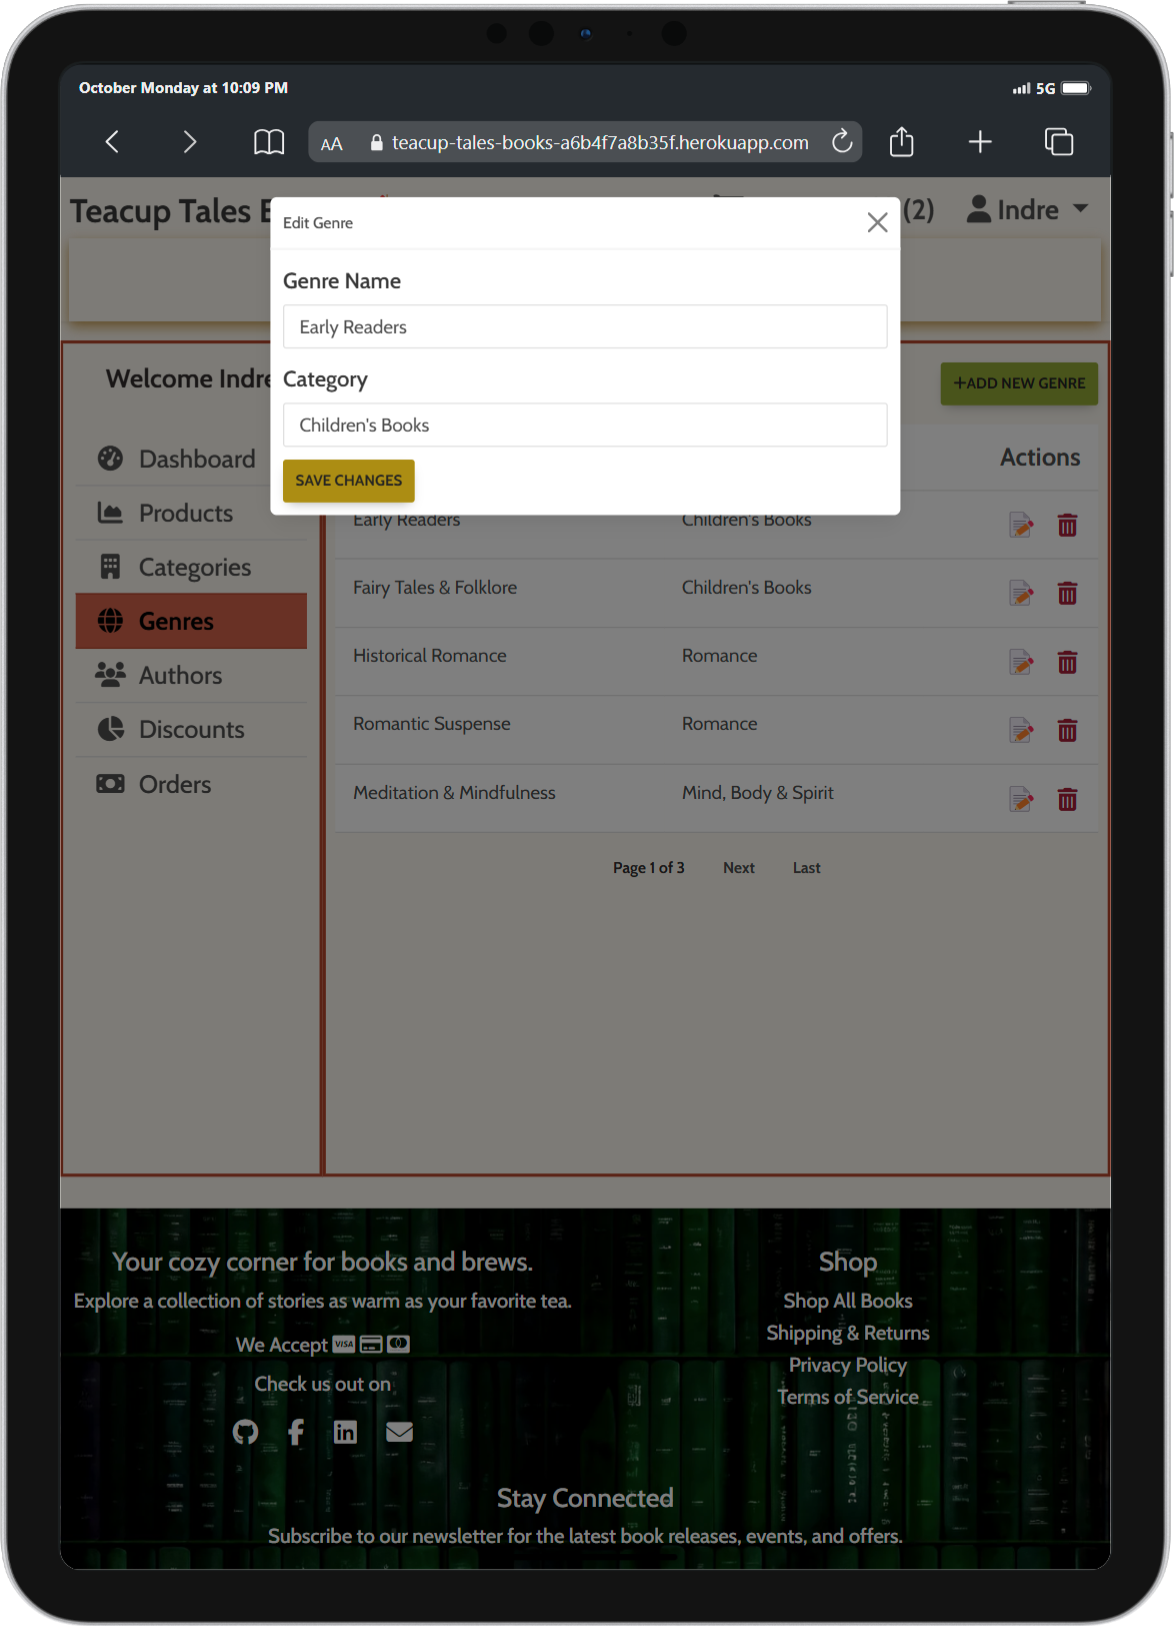 October Monday at 10:09 PM
5G
AA teacup-tales-books-a6b4f7a8b35f.herokuapp.com
Teacup Tales
(2) Indre
Edit Genre
Genre Name
Early Readers
Category
Children's Books
SAVE CHANGES
Welcome Indre
+ADD NEW GENRE
Dashboard
Products
Categories
Genres
Authors
Discounts
Orders
Actions
Early Readers Children's Books
Fairy Tales & Folklore Children's Books
Historical Romance Romance
Romantic Suspense Romance
Meditation & Mindfulness Mind, Body & Spirit
Page 1 of 3 Next Last
Your cozy corner for books and brews.
Explore a collection of stories as warm as your favorite tea.
We Accept VISA
Check us out on
Shop
Shop All Books
Shipping & Returns
Privacy Policy
Terms of Service
Stay Connected
Subscribe to our newsletter for the latest book releases, events, and offers.